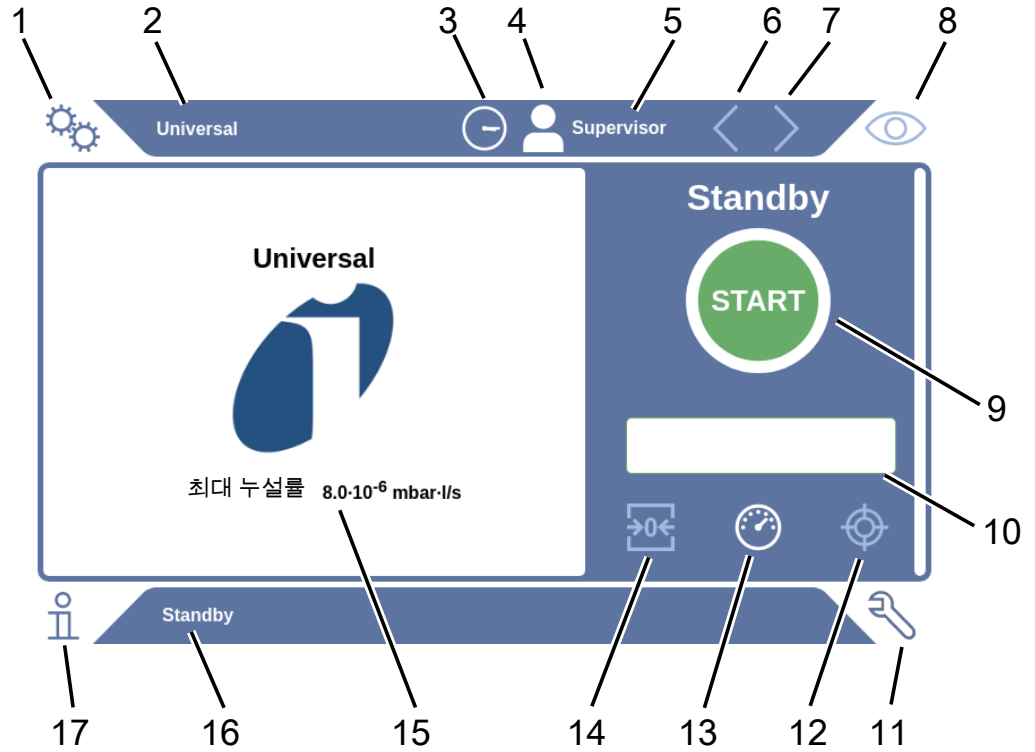 1 2 3 4 5 6 7 8
Universal Supervisor
Standby
Universal
START
9
최대 누설률 8.0·10⁻⁶ mbar·l/s
→0←
10
Standby
17 16 15 14 13 12 11